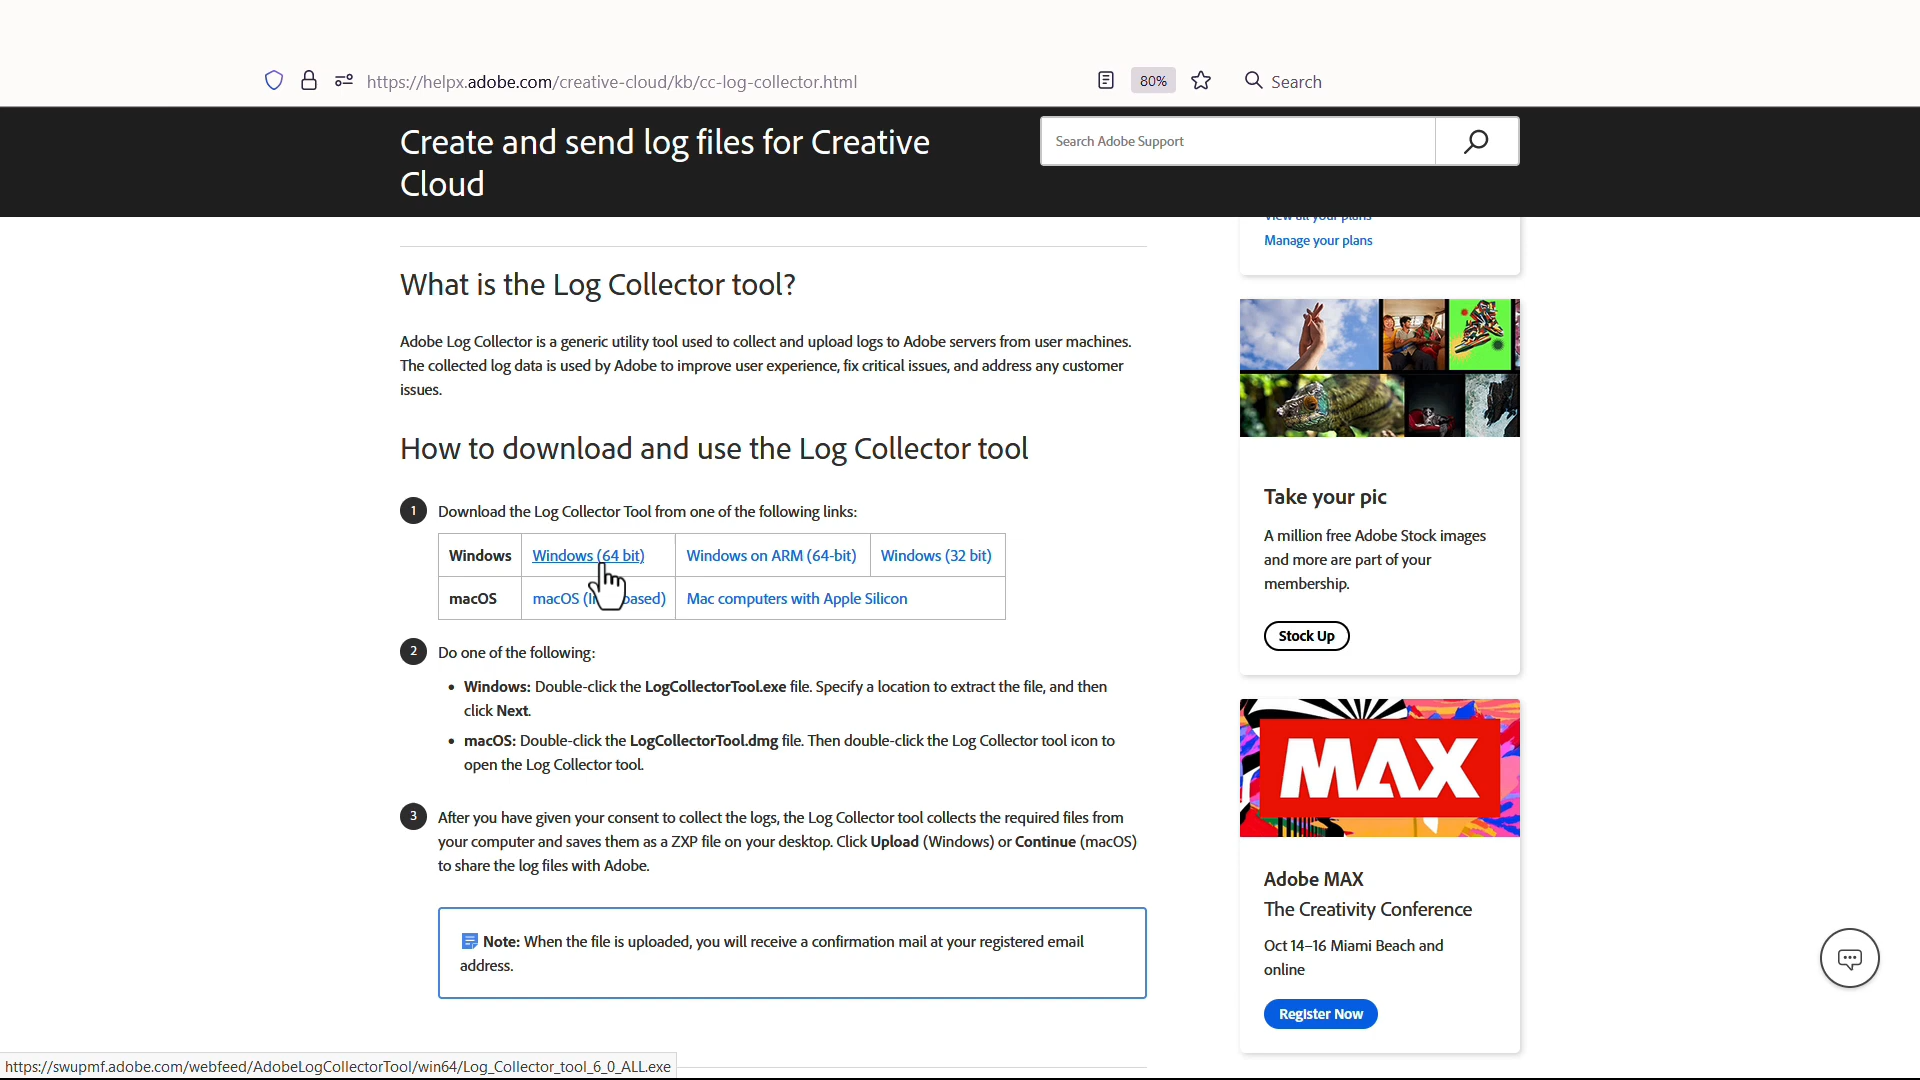 https://helpx.adobe.com/creative-cloud/kb/cc-log-collector.html
80%
Search
Create and send log files for Creative
Cloud
Search Adobe Support
View all your plans
Manage your plans
What is the Log Collector tool?
Adobe Log Collector is a generic utility tool used to collect and upload logs to Adobe servers from user machines.
The collected log data is used by Adobe to improve user experience, fix critical issues, and address any customer
issues.
How to download and use the Log Collector tool
1 Download the Log Collector Tool from one of the following links:
Windows Windows (64 bit) Windows on ARM (64-bit) Windows (32 bit)
macOS macOS ( based) Mac computers with Apple Silicon
2 Do one of the following:
• Windows: Double-click the LogCollectorTool.exe file. Specify a location to extract the file, and then
click Next.
• macOS: Double-click the LogCollectorTool.dmg file. Then double-click the Log Collector tool icon to
open the Log Collector tool.
3 After you have given your consent to collect the logs, the Log Collector tool collects the required files from
your computer and saves them as a ZXP file on your desktop. Click Upload (Windows) or Continue (macOS)
to share the log files with Adobe.
Note: When the file is uploaded, you will receive a confirmation mail at your registered email
address.
Take your pic
A million free Adobe Stock images
and more are part of your
membership.
Stock Up
MAX
Adobe MAX
The Creativity Conference
Oct 14–16 Miami Beach and
online
Register Now
https://swupmf.adobe.com/webfeed/AdobeLogCollectorTool/win64/Log_Collector_tool_6_0_ALL.exe